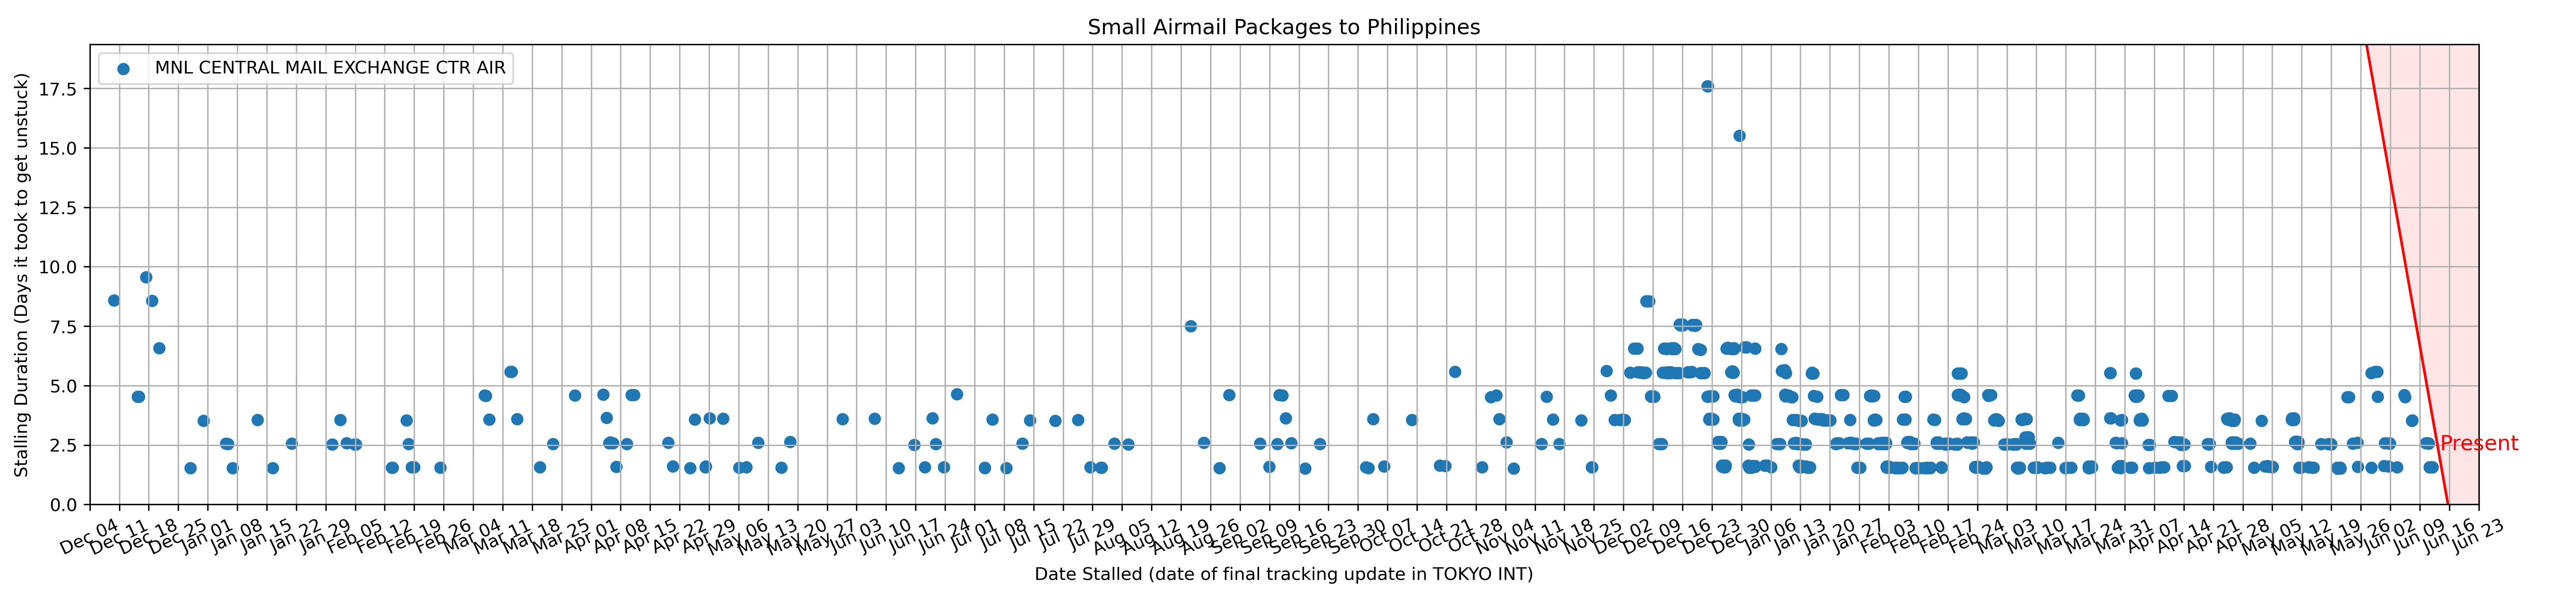 Small Airmail Packages to Philippines
MNL CENTRAL MAIL EXCHANGE CTR AIR
Stalling Duration (Days it took to get unstuck)
17.5
15.0
12.5
10.0
7.5
5.0
2.5
0.0
Present
Dec 04 Dec 11 Dec 18 Dec 25 Jan 01 Jan 08 Jan 15 Jan 22 Jan 29 Feb 05 Feb 12 Feb 19 Feb 26 Mar 04 Mar 11 Mar 18 Mar 25 Apr 01 Apr 08 Apr 15 Apr 22 Apr 29 May 06 May 13 May 20 May 27 Jun 03 Jun 10 Jun 17 Jun 24 Jul 01 Jul 08 Jul 15 Jul 22 Jul 29 Aug 05 Aug 12 Aug 19 Aug 26 Sep 02 Sep 09 Sep 16 Sep 23 Sep 30 Oct 07 Oct 14 Oct 21 Oct 28 Nov 04 Nov 11 Nov 18 Nov 25 Dec 02 Dec 09 Dec 16 Dec 23 Dec 30 Jan 06 Jan 13 Jan 20 Jan 27 Feb 03 Feb 10 Feb 17 Feb 24 Mar 03 Mar 10 Mar 17 Mar 24 Mar 31 Apr 07 Apr 14 Apr 21 Apr 28 May 05 May 12 May 19 May 26 Jun 02 Jun 09 Jun 16 Jun 23
Date Stalled (date of final tracking update in TOKYO INT)